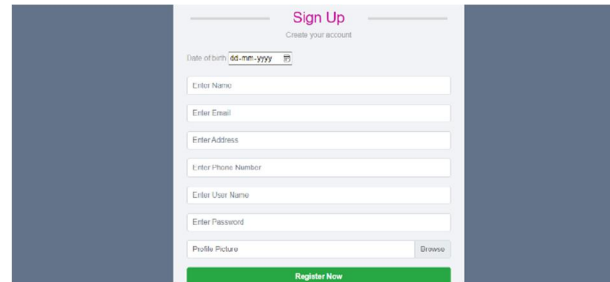 Sign Up
Create your account
Date of birth dd-mm-yyyy
Enter Name
Enter Email
Enter Address
Enter Phone Number
Enter User Name
Enter Password
Profile Picture Browse
Register Now